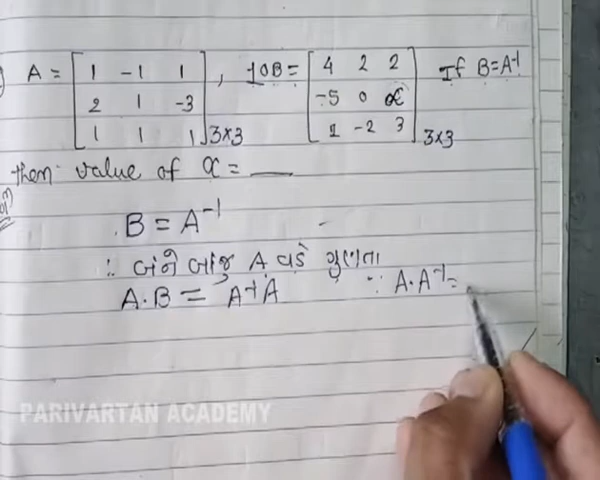 A = [ 1 -1 1 , 10B = [ 4 2 2 If B=A⁻¹
2 1 -3 -5 0 α
1 1 1 ]3×3 1 -2 3 ]3×3
then value of α = ___
B = A⁻¹
∴ બંને બાજુ A વડે ગુણતા
A.B = A⁻¹A ∵ A.A⁻¹=
PARIVARTAN ACADEMY